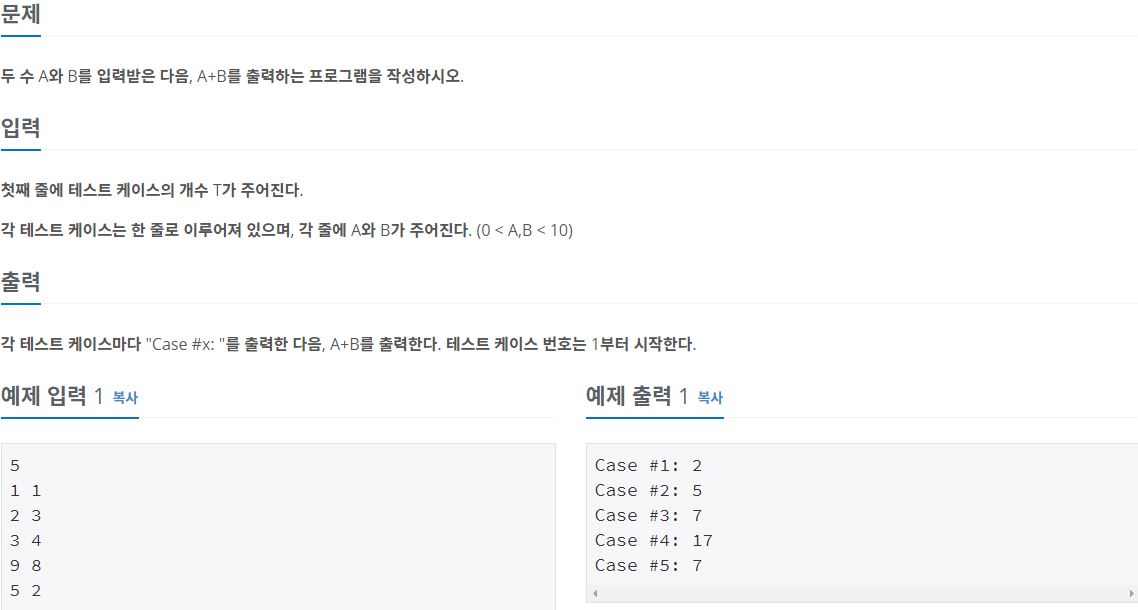 문제
두 수 A와 B를 입력받은 다음, A+B를 출력하는 프로그램을 작성하시오.
입력
첫째 줄에 테스트 케이스의 개수 T가 주어진다.
각 테스트 케이스는 한 줄로 이루어져 있으며, 각 줄에 A와 B가 주어진다. (0 < A,B < 10)
출력
각 테스트 케이스마다 "Case #x: "를 출력한 다음, A+B를 출력한다. 테스트 케이스 번호는 1부터 시작한다.
예제 입력 1 복사
5
1 1
2 3
3 4
9 8
5 2
예제 출력 1 복사
Case #1: 2
Case #2: 5
Case #3: 7
Case #4: 17
Case #5: 7